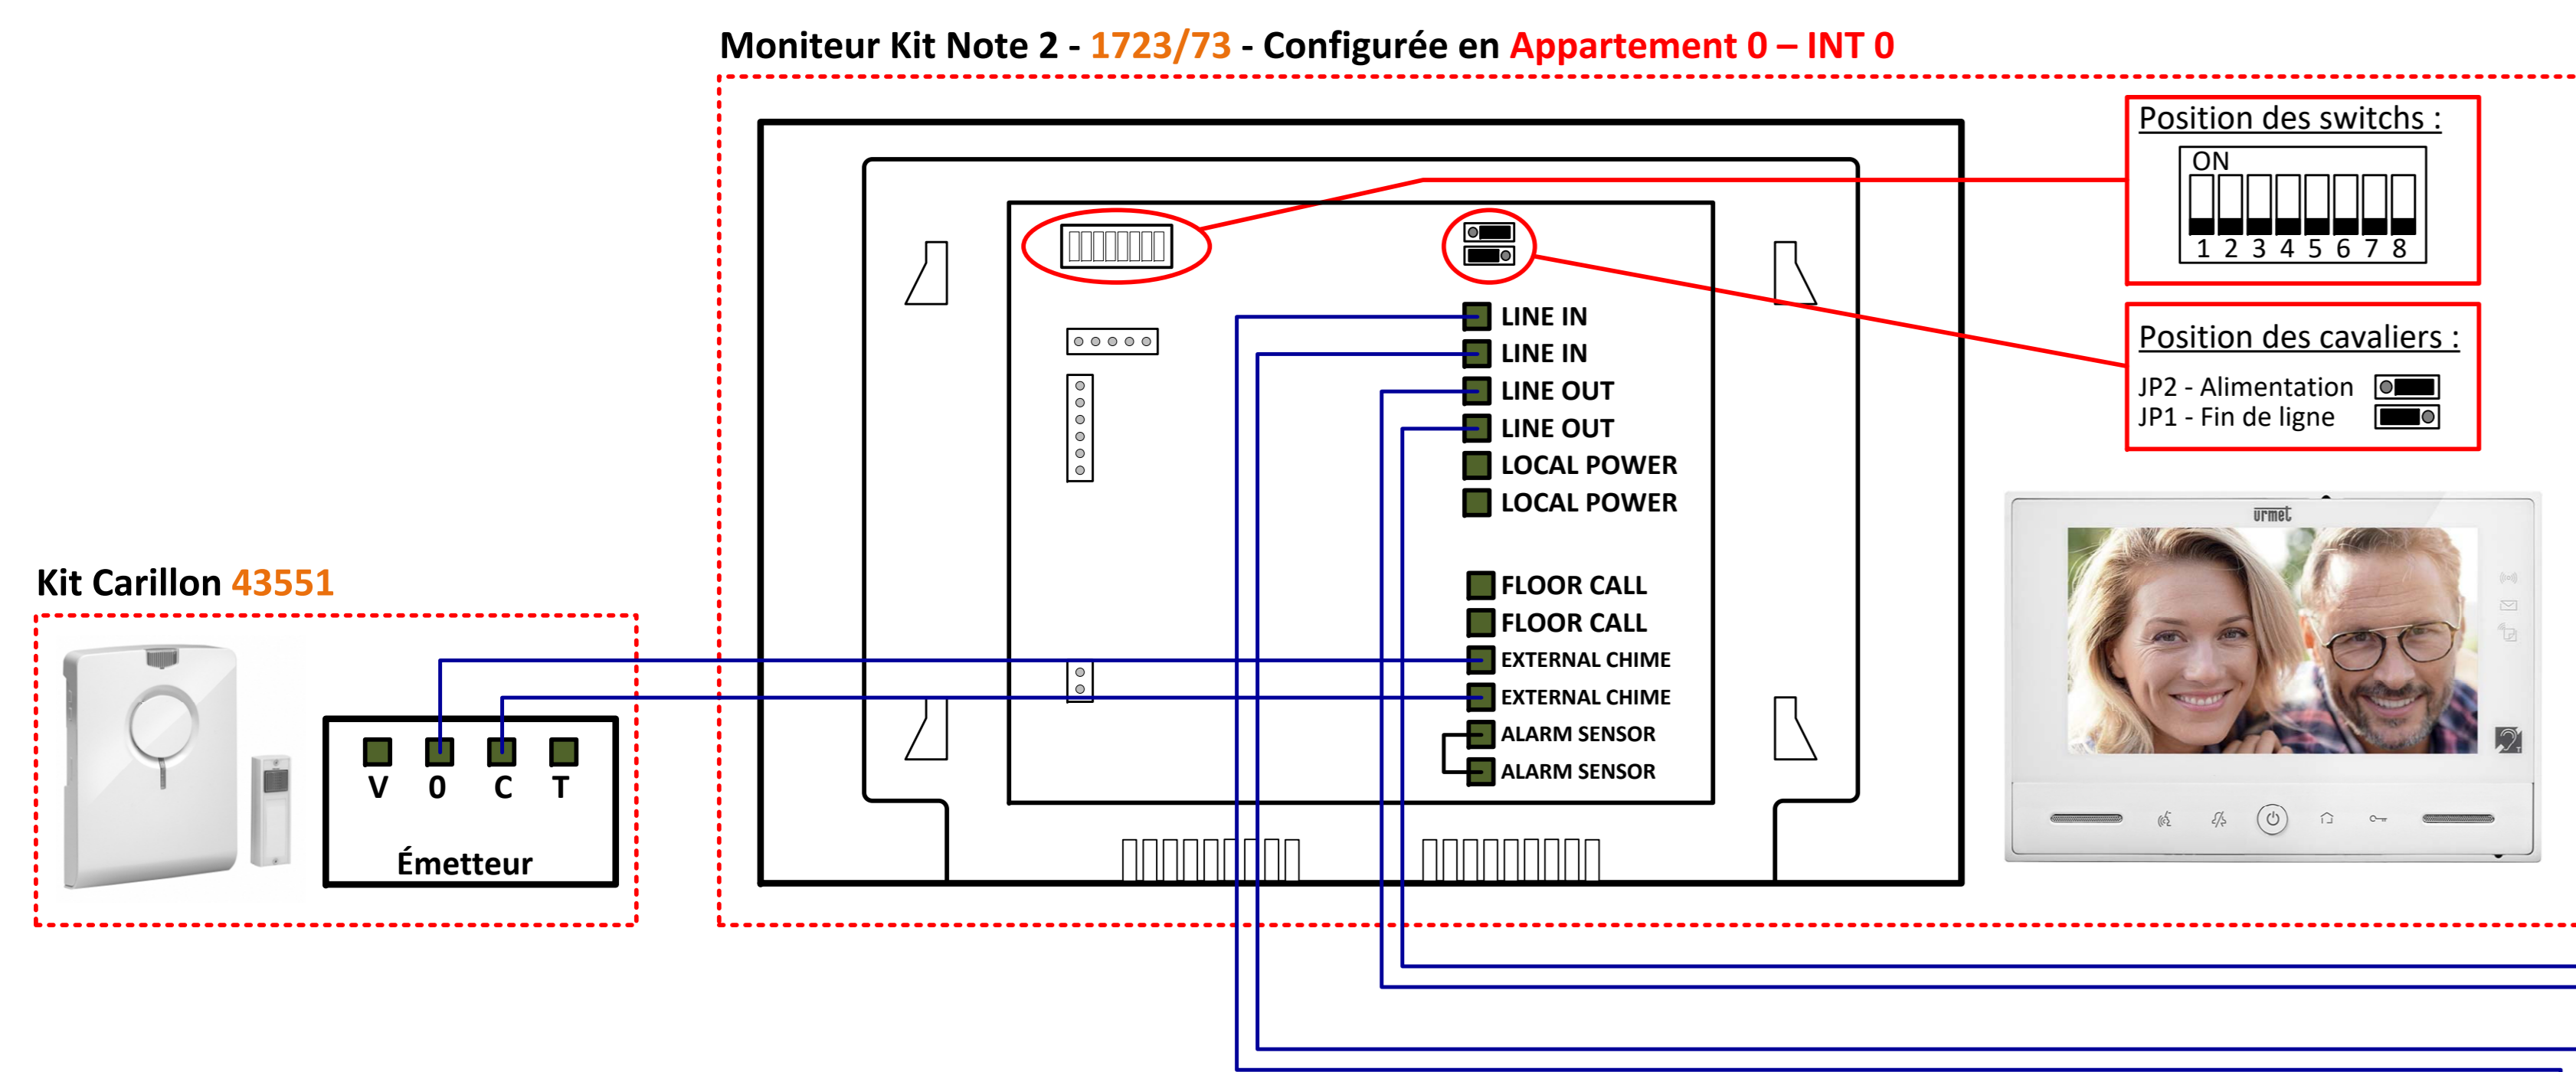 Moniteur Kit Note 2 - 1723/73 - Configurée en Appartement 0 – INT 0
Position des switchs :
ON
1 2 3 4 5 6 7 8
Position des cavaliers :
JP2 - Alimentation
JP1 - Fin de ligne
LINE IN
LINE IN
LINE OUT
LINE OUT
LOCAL POWER
LOCAL POWER
FLOOR CALL
FLOOR CALL
EXTERNAL CHIME
EXTERNAL CHIME
ALARM SENSOR
ALARM SENSOR
urmet
T
Kit Carillon 43551
V 0 C T
Émetteur